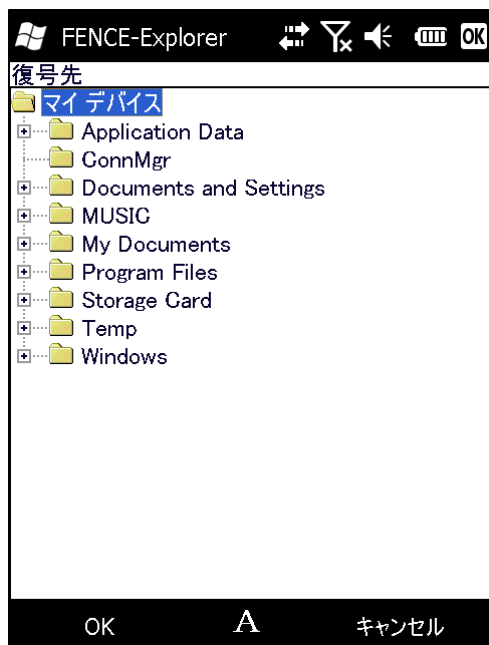 FENCE-Explorer OK
復号先
マイ デバイス
Application Data
ConnMgr
Documents and Settings
MUSIC
My Documents
Program Files
Storage Card
Temp
Windows
OK A キャンセル